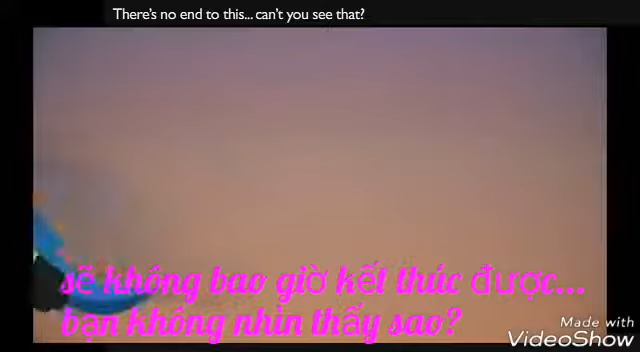 There's no end to this... can't you see that?
sẽ không bao giờ kết thúc được...
bạn không nhìn thấy sao?
Made with
VideoShow